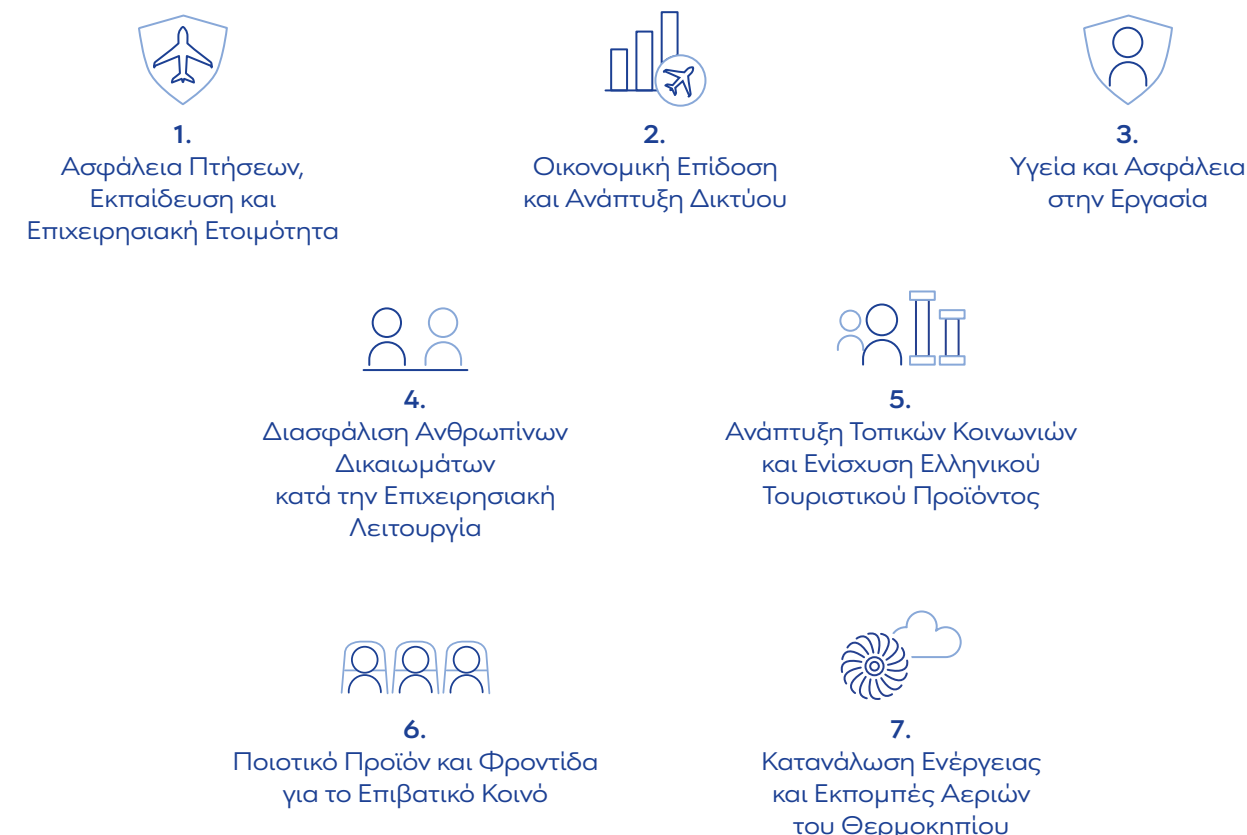 1.
Ασφάλεια Πτήσεων,
Εκπαίδευση και
Επιχειρησιακή Ετοιμότητα
2.
Οικονομική Επίδοση
και Ανάπτυξη Δικτύου
3.
Υγεία και Ασφάλεια
στην Εργασία
4.
Διασφάλιση Ανθρωπίνων
Δικαιωμάτων
κατά την Επιχειρησιακή
Λειτουργία
5.
Ανάπτυξη Τοπικών Κοινωνιών
και Ενίσχυση Ελληνικού
Τουριστικού Προϊόντος
6.
Ποιοτικό Προϊόν και Φροντίδα
για το Επιβατικό Κοινό
7.
Κατανάλωση Ενέργειας
και Εκπομπές Αεριών
του Θερμοκηπίου